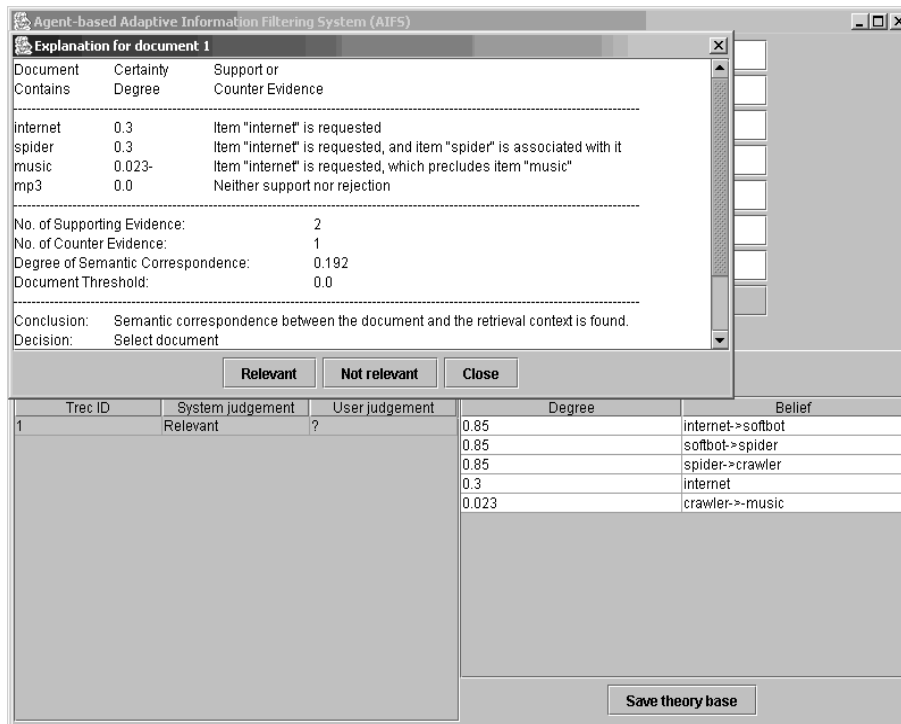 Agent-based Adaptive Information Filtering System (AIFS)
Explanation for document 1
Document Certainty Support or
Contains Degree Counter Evidence
internet 0.3 Item "internet" is requested
spider 0.3 Item "internet" is requested, and item "spider" is associated with it
music 0.023- Item "internet" is requested, which precludes item "music"
mp3 0.0 Neither support nor rejection
No. of Supporting Evidence: 2
No. of Counter Evidence: 1
Degree of Semantic Correspondence: 0.192
Document Threshold: 0.0
Conclusion: Semantic correspondence between the document and the retrieval context is found.
Decision: Select document
Relevant Not relevant Close
Trec ID System judgement User judgement Degree Belief
1 Relevant ? 0.85 internet->softbot
0.85 softbot->spider
0.85 spider->crawler
0.3 internet
0.023 crawler->-music
Save theory base